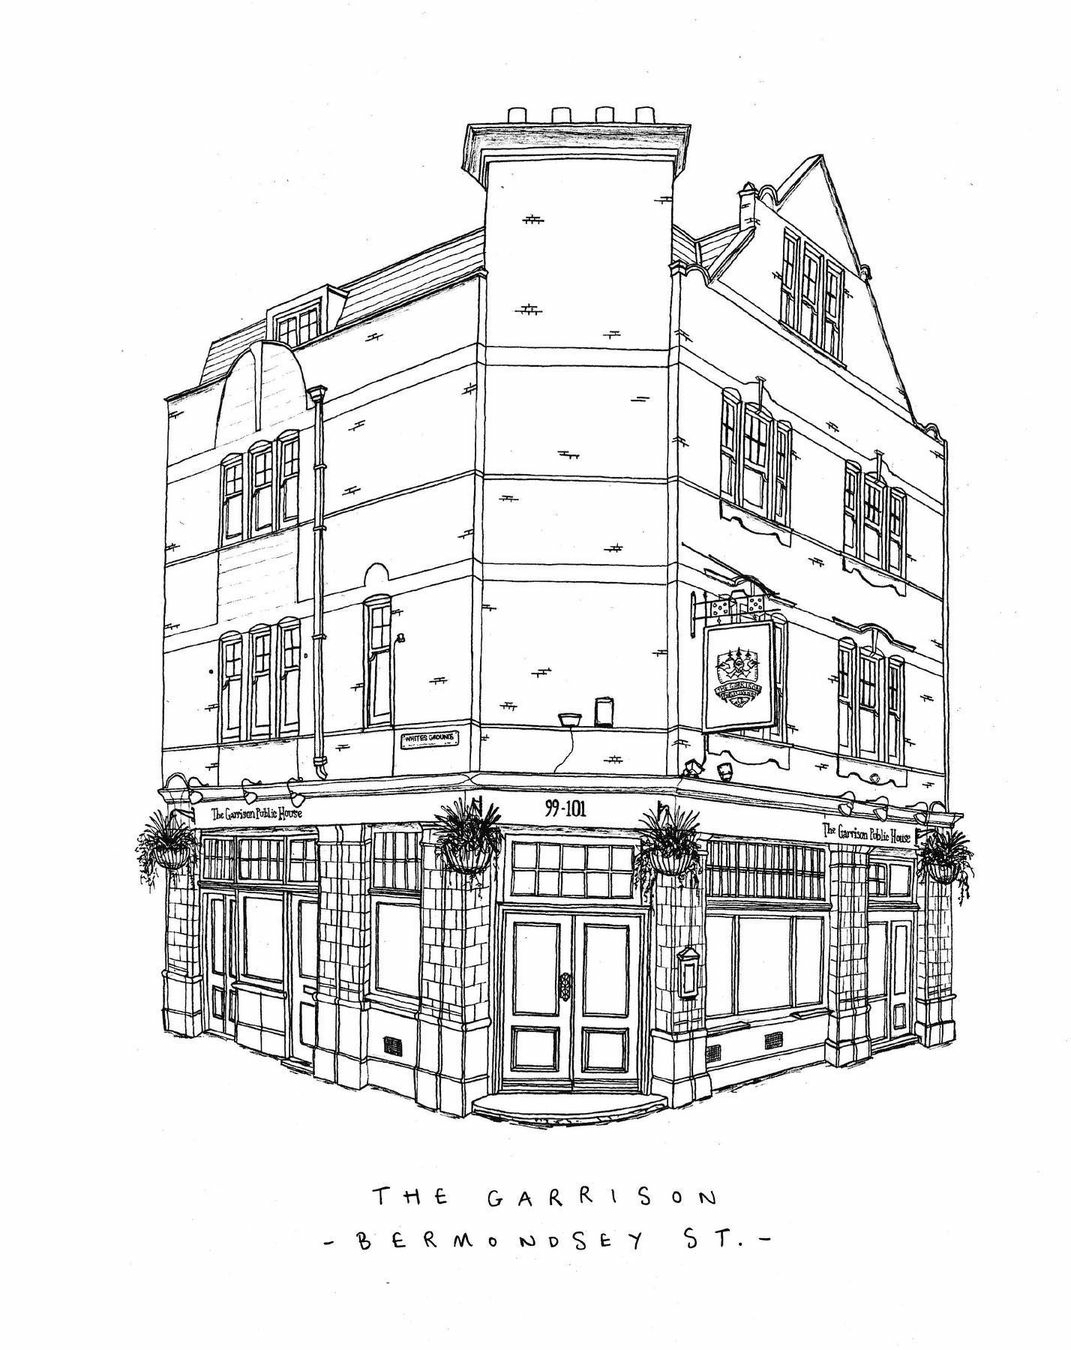 WHITES GROUNDS
The Garrison Public House
99-101
The Garrison Public House
THE GARRISON
- BERMONDSEY ST. -